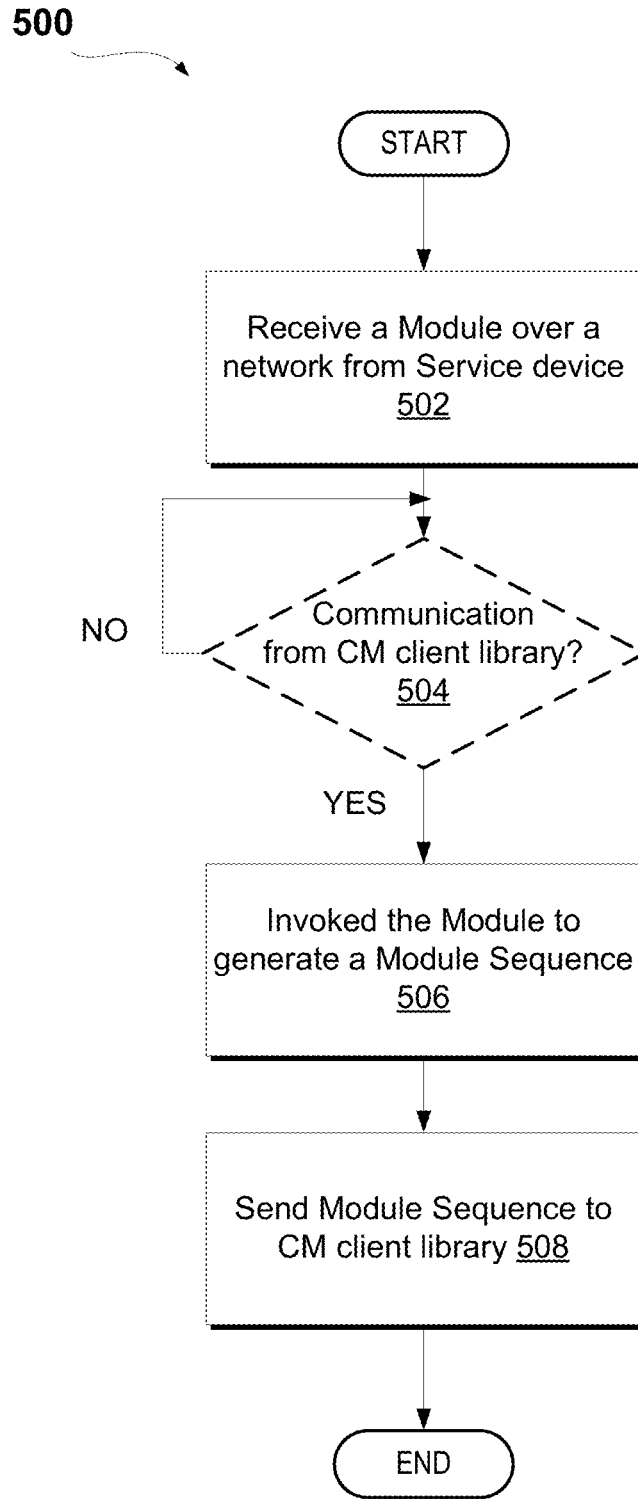 500
START
Receive a Module over a
network from Service device
502
Communication
from CM client library?
504
NO
YES
Invoked the Module to
generate a Module Sequence
506
Send Module Sequence to
CM client library 508
END